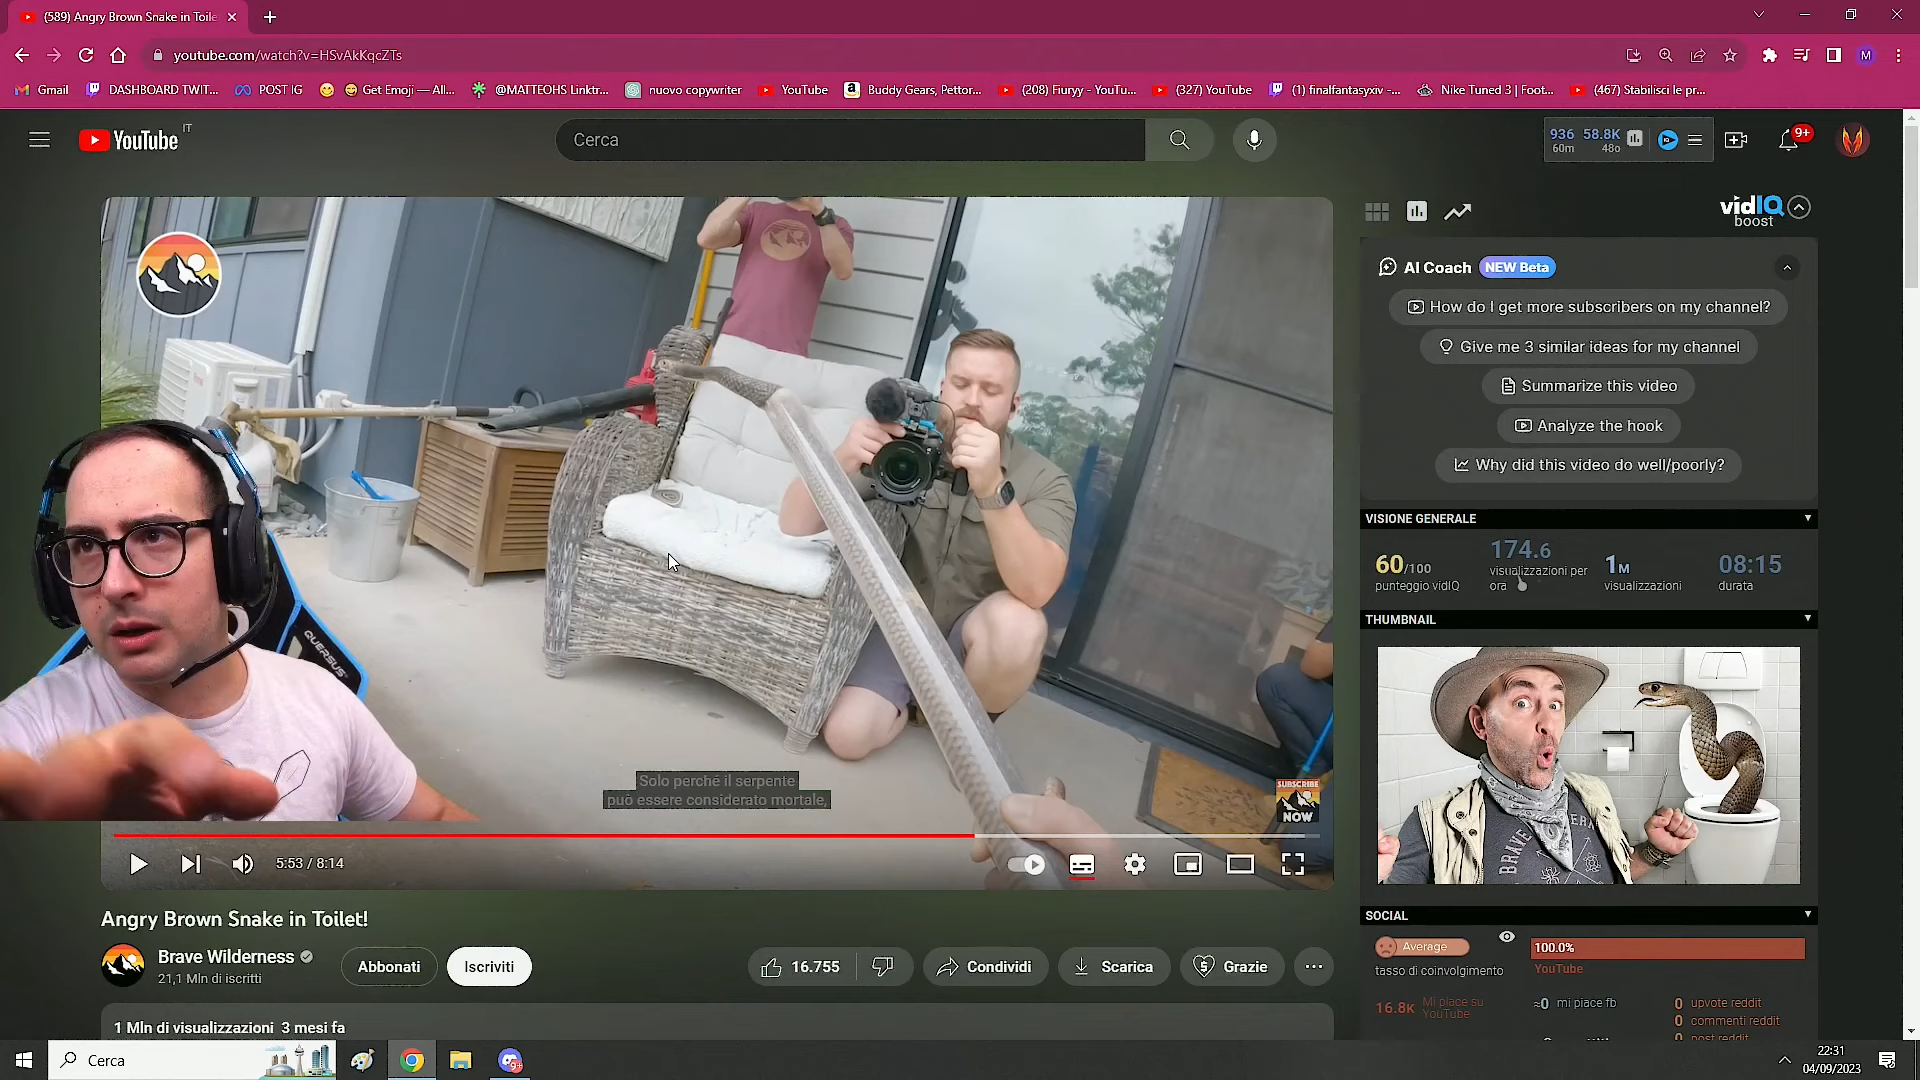 (589) Angry Brown Snake in Toile
youtube.com/watch?v=HSvAkKqcZTs
M
Gmail
DASHBOARD TWIT...
POST IG
Get Emoji — All...
@MATTEOHS Linktr...
nuovo copywriter
YouTube
Buddy Gears, Pettor...
(208) Fiuryy - YouTu...
(327) YouTube
(1) finalfantasyxiv -...
Nike Tuned 3 | Foot...
(467) Stabilisci le pr...
YouTube IT
Cerca
936 58.8K
60m 48o
9+
vidIQ
boost
AI Coach NEW Beta
How do I get more subscribers on my channel?
Give me 3 similar ideas for my channel
Summarize this video
Analyze the hook
Why did this video do well/poorly?
VISIONE GENERALE
60/100
punteggio vidIQ
174.6
visualizzazioni per
ora
1M
visualizzazioni
08:15
durata
THUMBNAIL
BRAVE WILDERNESS
QUERSUS
Solo perché il serpente
può essere considerato mortale,
SUBSCRIBE
NOW
5:53 / 8:14
Angry Brown Snake in Toilet!
Brave Wilderness
21,1 Mln di iscritti
Abbonati
Iscriviti
16.755
Condividi
Scarica
Grazie
1 Mln di visualizzazioni 3 mesi fa
SOCIAL
Average
tasso di coinvolgimento
100.0%
YouTube
16.8K Mi piace su
YouTube
≈0 mi piace fb
0 upvote reddit
0 commenti reddit
0 post reddit
Cerca
9+
22:31
04/09/2023